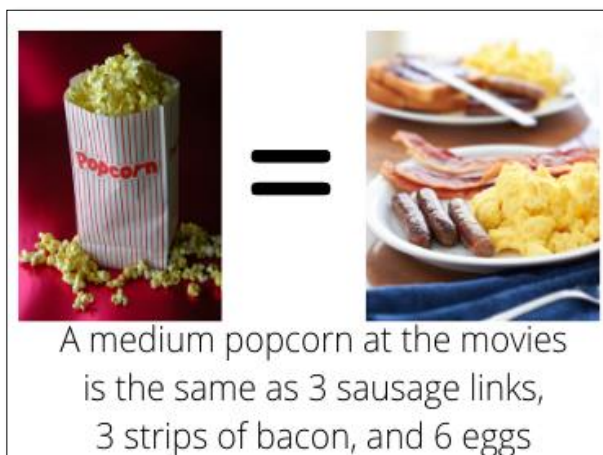 Popcorn
A medium popcorn at the movies
is the same as 3 sausage links,
3 strips of bacon, and 6 eggs